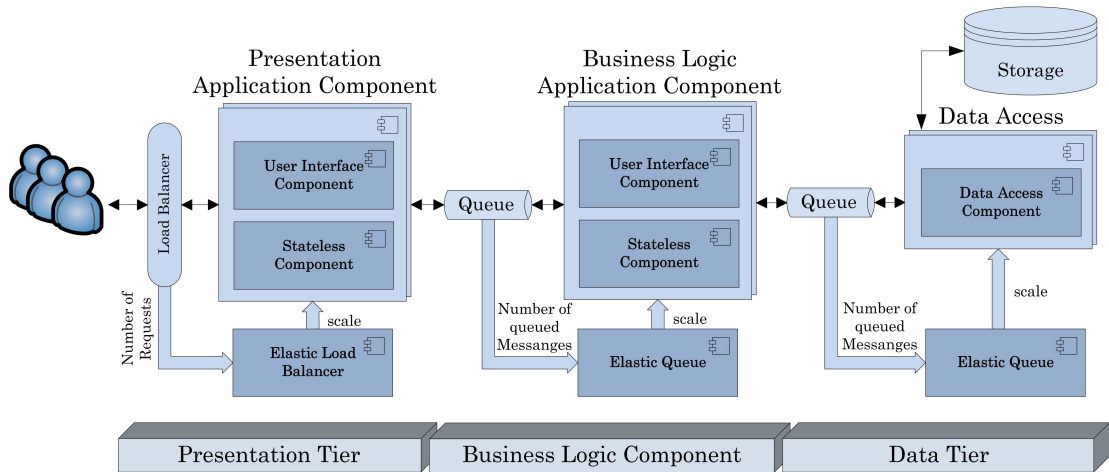 Presentation
Application Component
Business Logic
Application Component
Storage
Data Access
Load Balancer
User Interface
Component
Stateless
Component
Queue
User Interface
Component
Stateless
Component
Queue
Data Access
Component
Number of
Requests
scale
Elastic Load
Balancer
Number of
queued
Messanges
scale
Elastic Queue
Number of
queued
Messanges
scale
Elastic Queue
Presentation Tier
Business Logic Component
Data Tier